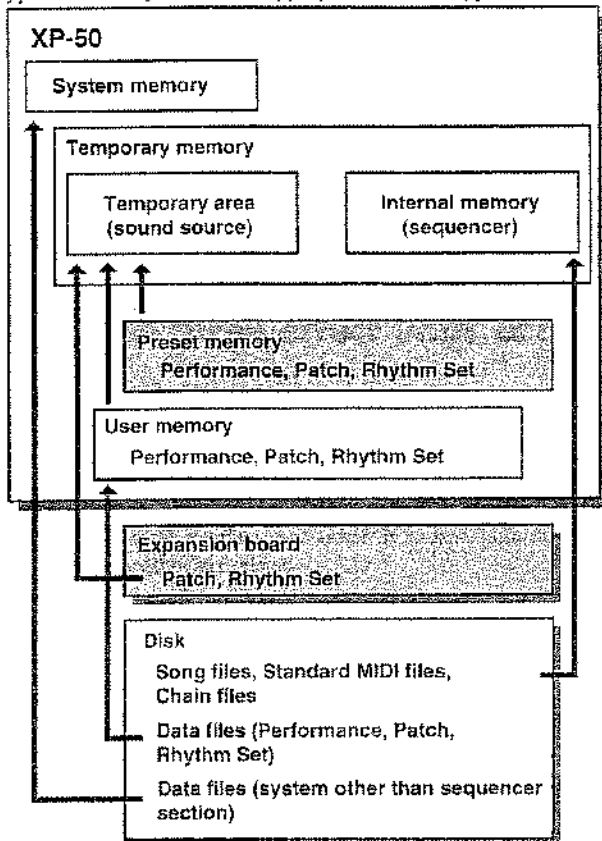 XP-50
System memory
Temporary memory
Temporary area
(sound source)
Internal memory
(sequencer)
Preset memory
Performance, Patch, Rhythm Set
User memory
Performance, Patch, Rhythm Set
Expansion board
Patch, Rhythm Set
Disk
Song files, Standard MIDI files,
Chain files
Data files (Performance, Patch,
Rhythm Set)
Data files (system other than sequencer
section)